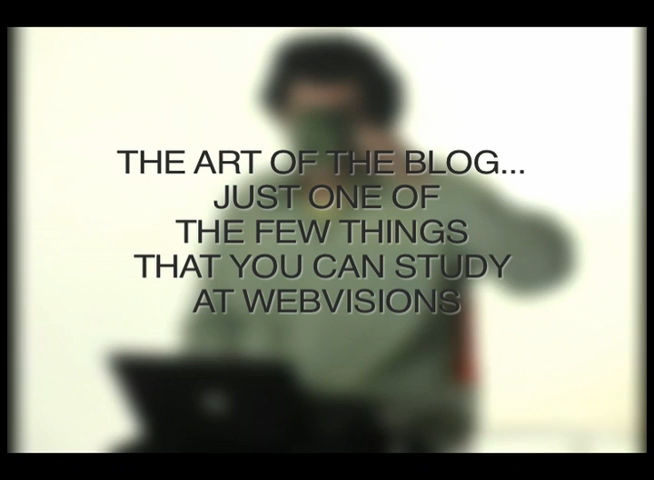 THE ART OF THE BLOG...
JUST ONE OF
THE FEW THINGS
THAT YOU CAN STUDY
AT WEBVISIONS